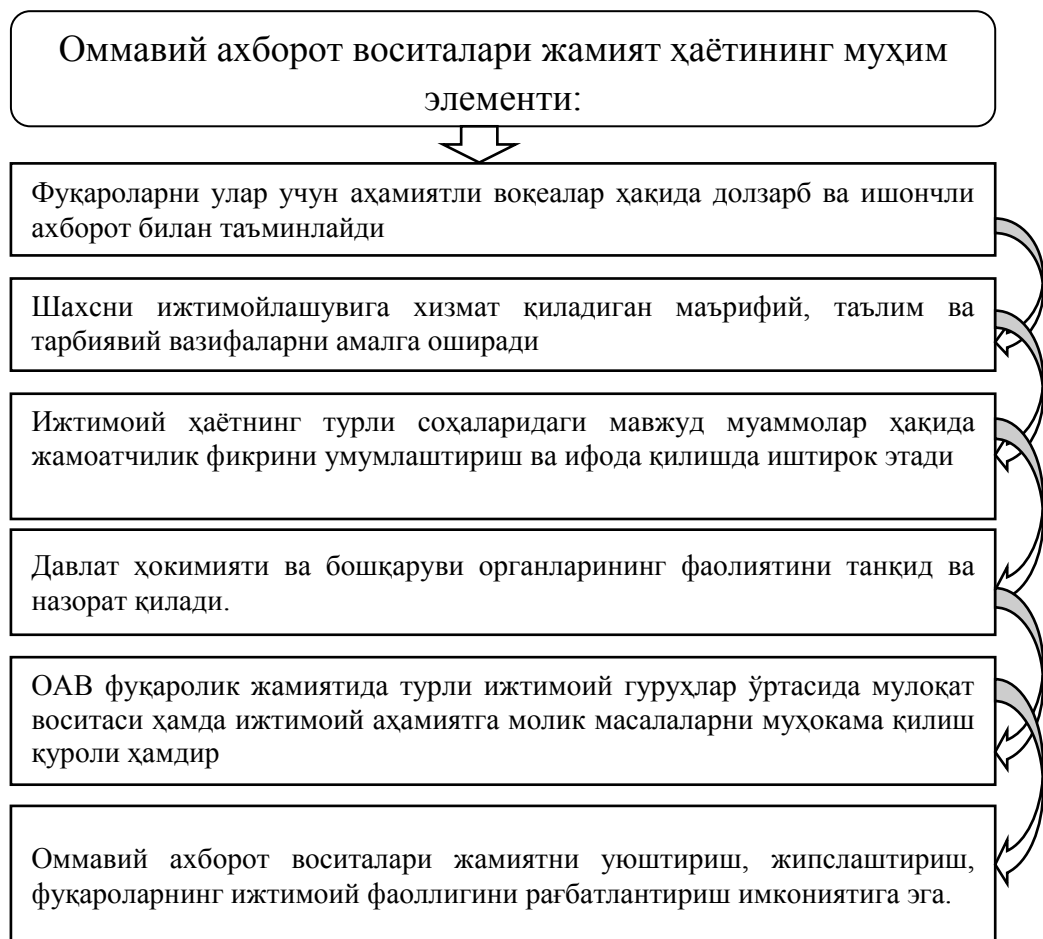 Оммавий ахборот воситалари жамият ҳаётининг муҳим
элементи:
Фуқароларни улар учун аҳамиятли воқеалар ҳақида долзарб ва ишончли
ахборот билан таъминлайди
Шахсни ижтимойлашувига хизмат қиладиган маърифий, таълим ва
тарбиявий вазифаларни амалга оширади
Ижтимоий ҳаётнинг турли соҳаларидаги мавжуд муаммолар ҳақида
жамоатчилик фикрини умумлаштириш ва ифода қилишда иштирок этади
Давлат ҳокимияти ва бошқаруви органларининг фаолиятини танқид ва
назорат қилади.
ОАВ фуқаролик жамиятида турли ижтимоий гуруҳлар ўртасида мулоқат
воситаси ҳамда ижтимоий аҳамиятга молик масалаларни муҳокама қилиш
қуроли ҳамдир
Оммавий ахборот воситалари жамиятни уюштириш, жипслаштириш,
фуқароларнинг ижтимоий фаоллигини рағбатлантириш имкониятига эга.